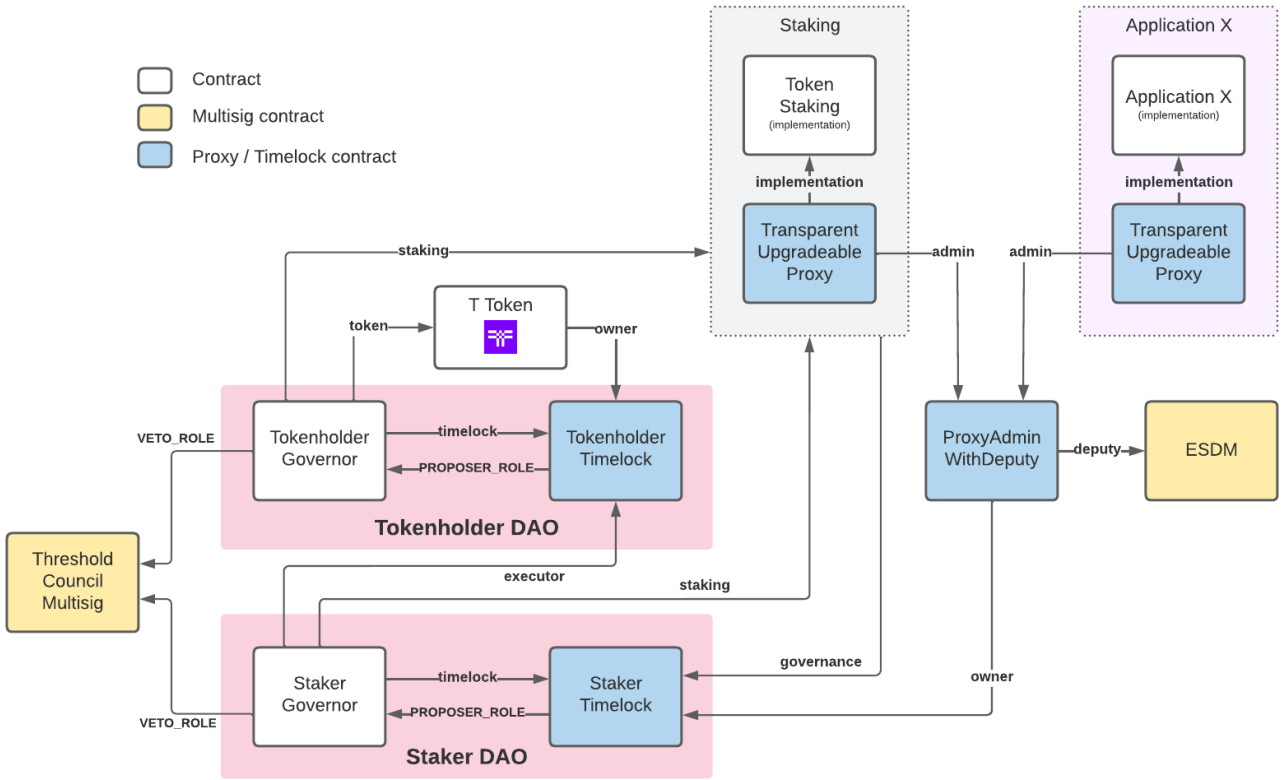 Staking
Application X
Contract
Multisig contract
Proxy / Timelock contract
Token
Staking
(implementation)
Application X
(implementation)
implementation
implementation
Transparent
Upgradeable
Proxy
Transparent
Upgradeable
Proxy
staking
admin
admin
T Token
token
owner
VETO_ROLE
Tokenholder
Governor
timelock
PROPOSER_ROLE
Tokenholder
Timelock
Tokenholder DAO
ProxyAdmin
WithDeputy
deputy
ESDM
Threshold
Council
Multisig
executor
staking
governance
owner
Staker
Governor
timelock
PROPOSER_ROLE
Staker
Timelock
VETO_ROLE
Staker DAO